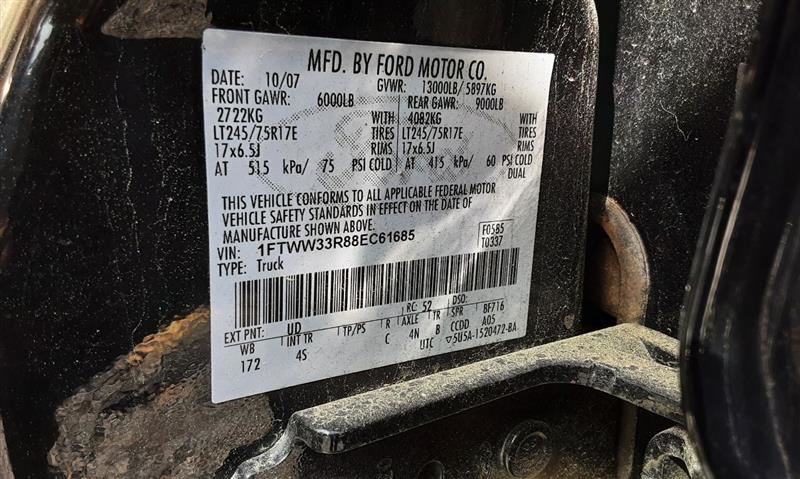 MFD. BY FORD MOTOR CO.
DATE: 10/07 GVWR: 13000LB/5897KG
FRONT GAWR: 6000LB REAR GAWR: 9000LB
2722KG WITH 4082KG WITH
LT245/75R17E TIRES LT245/75R17E TIRES
17x6.5J RIMS 17x6.5J RIMS
AT 515 kPa/ 75 PSI COLD AT 415 kPa/ 60 PSI COLD
DUAL
THIS VEHICLE CONFORMS TO ALL APPLICABLE FEDERAL MOTOR
VEHICLE SAFETY STANDARDS IN EFFECT ON THE DATE OF
MANUFACTURE SHOWN ABOVE.
VIN: 1FTWW33R88EC61685 F0585
TYPE: Truck T0337
EXT PNT: UD RC: 52 DSO:
WB INT TR TP/PS R AXLE TR SPR BF716
172 4S C 4N B CCDD A05
UTC ▽5U5A-1520472-BA